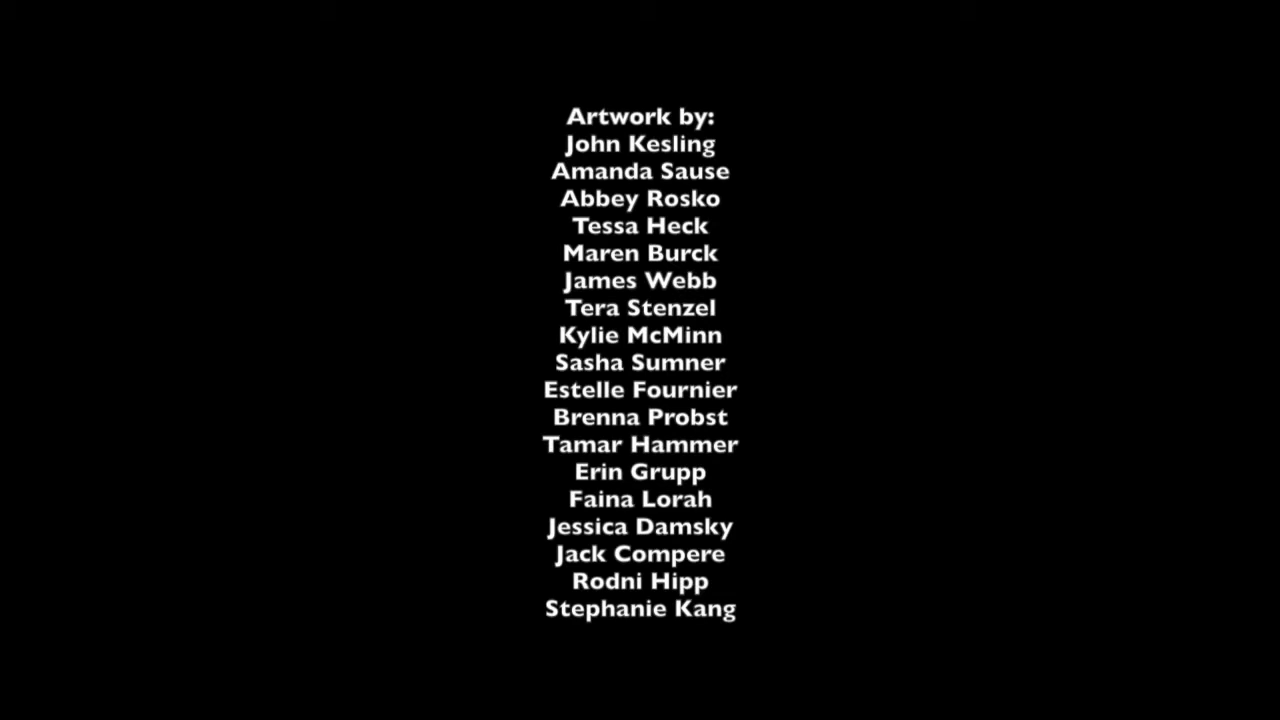 Artwork by:
John Kesling
Amanda Sause
Abbey Rosko
Tessa Heck
Maren Burck
James Webb
Tera Stenzel
Kylie McMinn
Sasha Sumner
Estelle Fournier
Brenna Probst
Tamar Hammer
Erin Grupp
Faina Lorah
Jessica Damsky
Jack Compere
Rodni Hipp
Stephanie Kang